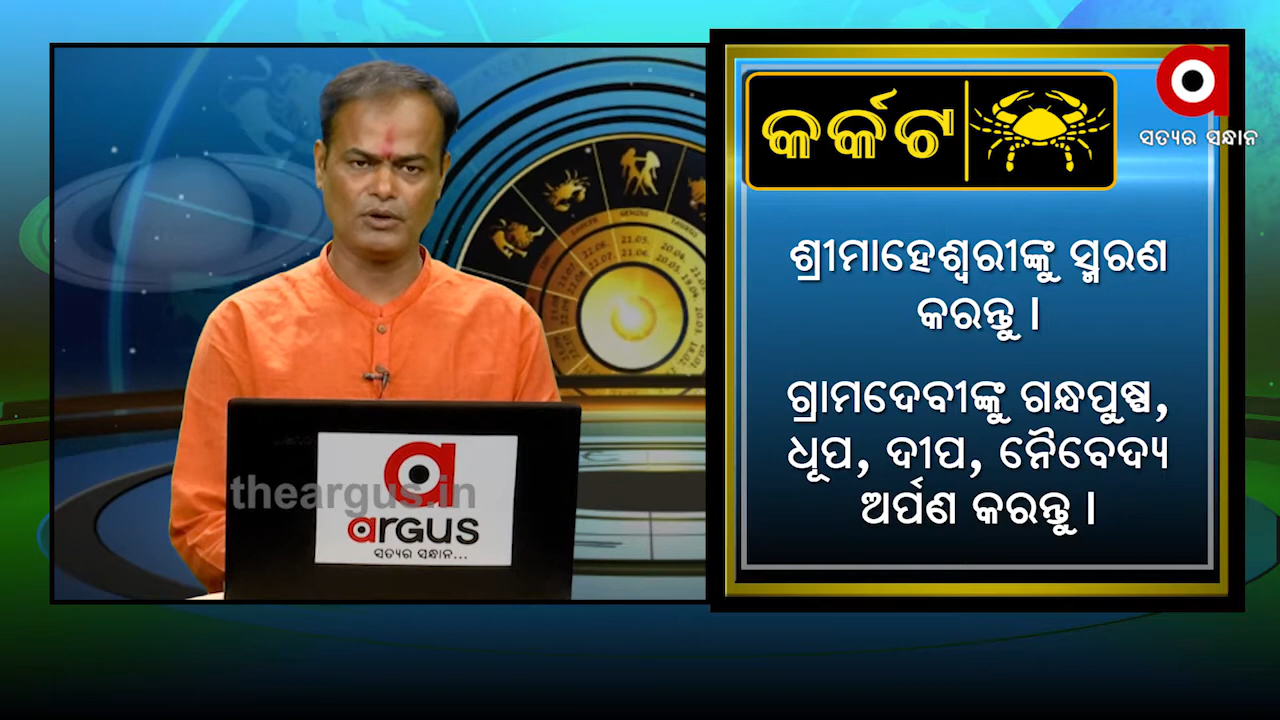 କର୍କଟ
ସତ୍ୟର ସନ୍ଧାନ
ଶ୍ରୀମାହେଶ୍ୱରୀଙ୍କୁ ସ୍ମରଣ
କରନ୍ତୁ ।
ଗ୍ରାମଦେବୀଙ୍କୁ ଗନ୍ଧପୁଷ୍ପ,
ଧୂପ, ଦୀପ, ନୈବେଦ୍ୟ
ଅର୍ପଣ କରନ୍ତୁ ।
theargus.in
argus
ସତ୍ୟର ସନ୍ଧାନ...